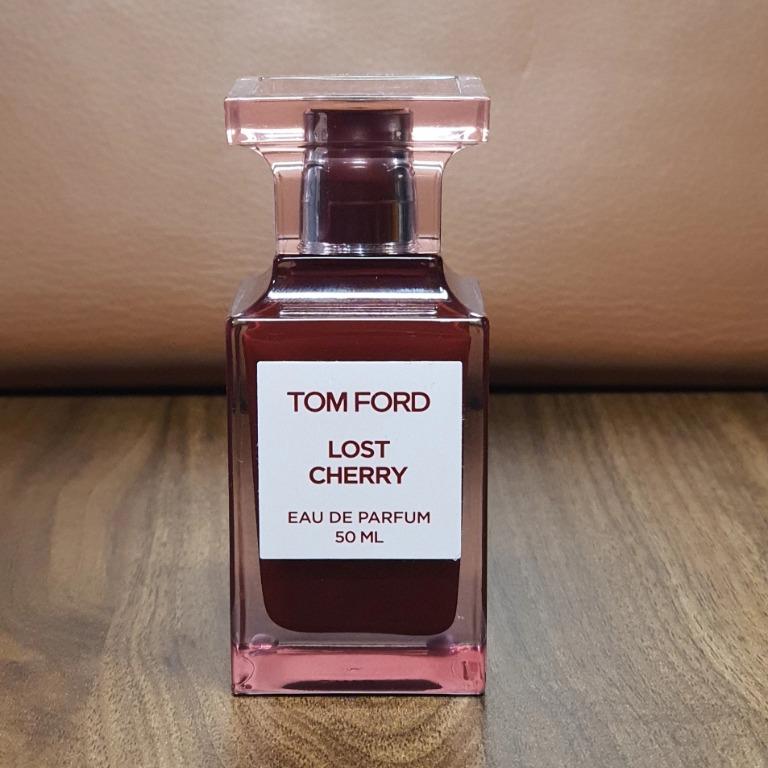 TOM FORD
LOST
CHERRY
EAU DE PARFUM
50 ML